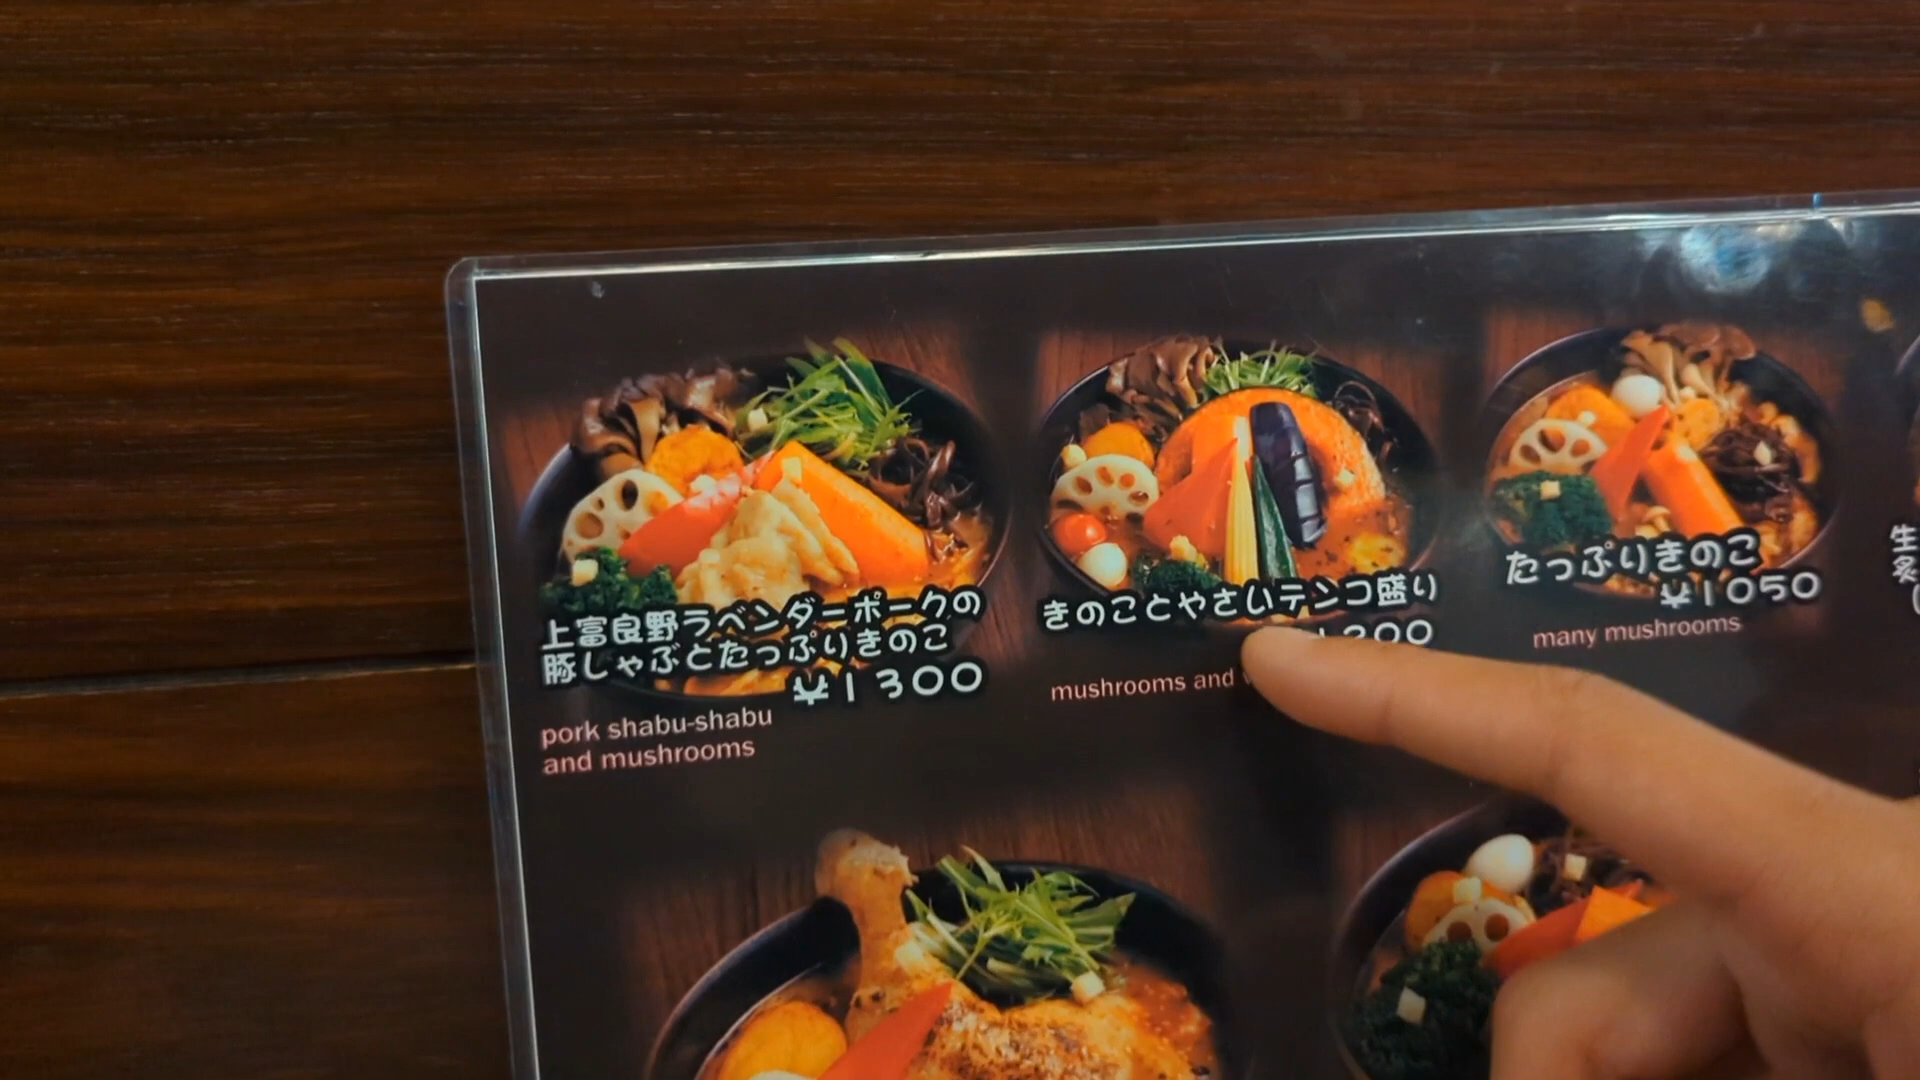 上富良野ラベンダーポークの
豚しゃぶとたっぷりきのこ
¥1300
pork shabu-shabu
and mushrooms
きのことやさいテンコ盛り
mushrooms and
たっぷりきのこ
¥1050
many mushrooms
生
炙